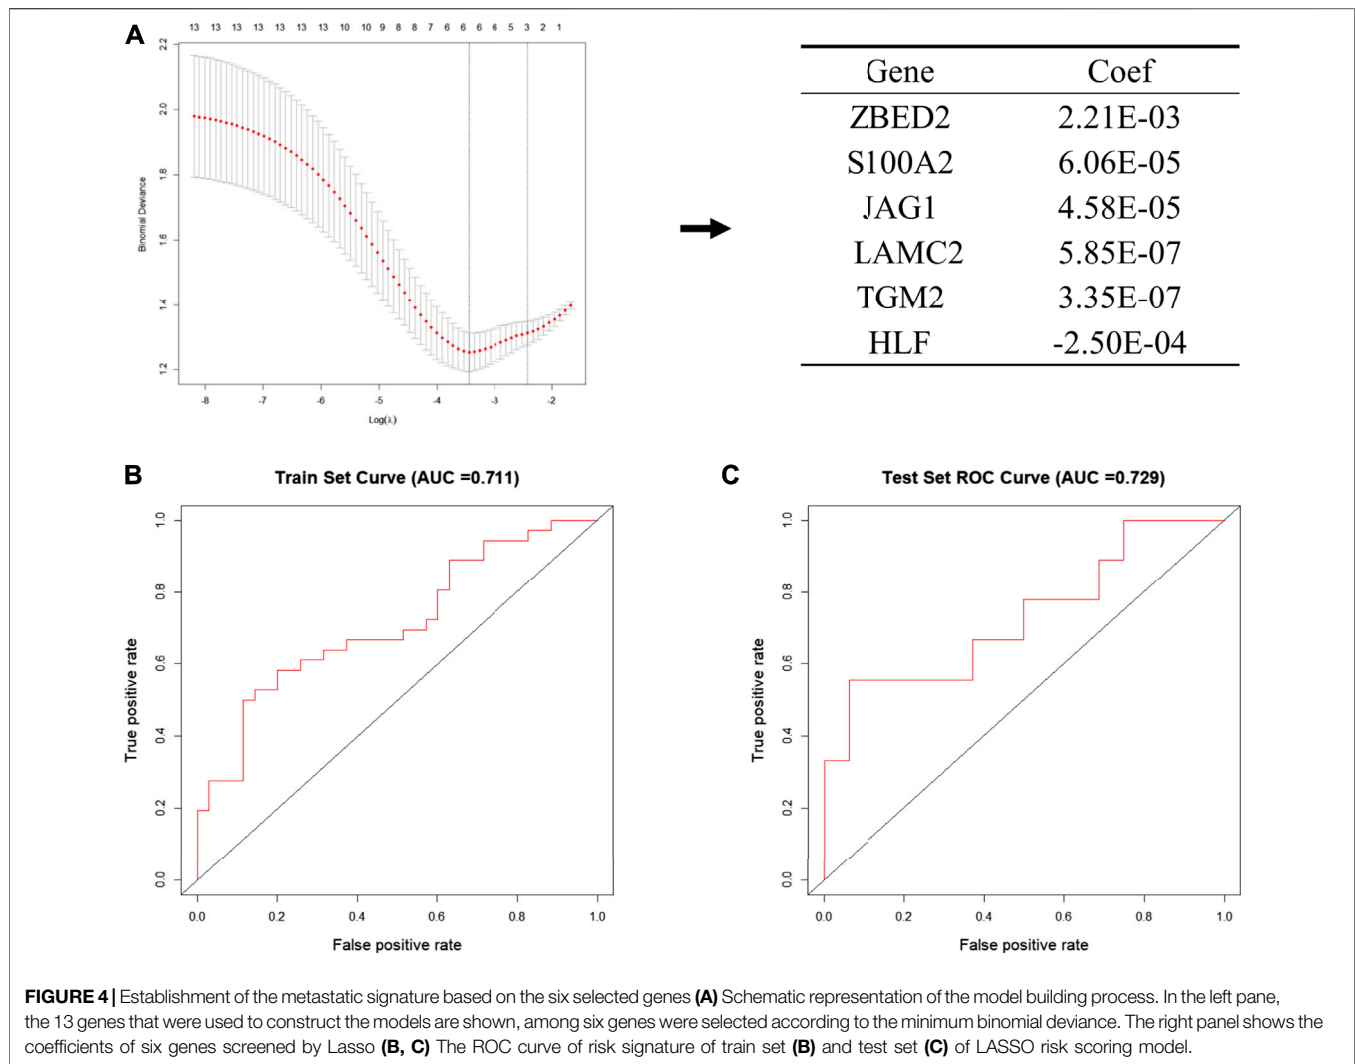 A
13 13 13 13 13 13 13 10 10 9 8 8 7 6 6 6 6 5 3 2 1
2.2
2.0
1.8
1.6
1.4
1.2
Binomial Deviance
-8 -7 -6 -5 -4 -3 -2
Log(λ)
Gene Coef
ZBED2 2.21E-03
S100A2 6.06E-05
JAG1 4.58E-05
LAMC2 5.85E-07
TGM2 3.35E-07
HLF -2.50E-04
B
Train Set Curve (AUC =0.711)
1.0
0.8
0.6
0.4
0.2
0.0
True positive rate
0.0 0.2 0.4 0.6 0.8 1.0
False positive rate
C
Test Set ROC Curve (AUC =0.729)
1.0
0.8
0.6
0.4
0.2
0.0
True positive rate
0.0 0.2 0.4 0.6 0.8 1.0
False positive rate
FIGURE 4 | Establishment of the metastatic signature based on the six selected genes (A) Schematic representation of the model building process. In the left pane,
the 13 genes that were used to construct the models are shown, among six genes were selected according to the minimum binomial deviance. The right panel shows the
coefficients of six genes screened by Lasso (B, C) The ROC curve of risk signature of train set (B) and test set (C) of LASSO risk scoring model.